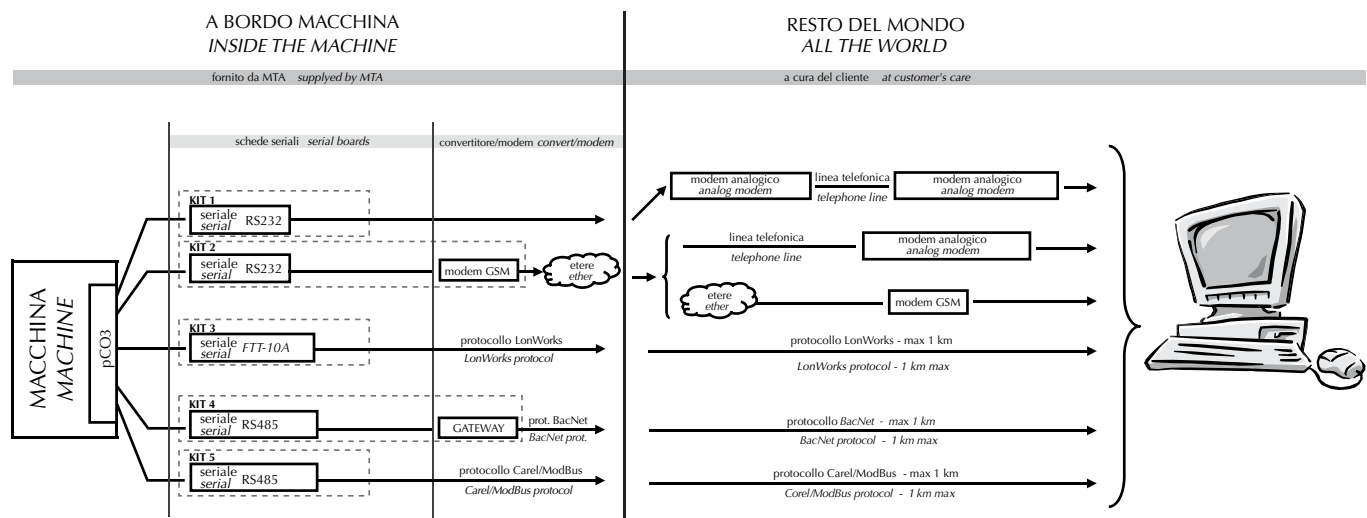 A BORDO MACCHINA
INSIDE THE MACHINE
RESTO DEL MONDO
ALL THE WORLD
fornito da MTA supplyed by MTA
a cura del cliente at customer's care
schede seriali serial boards
convertitore/modem convert/modem
KIT 1
seriale
serial RS232
modem analogico
analog modem
linea telefonica
telephone line
modem analogico
analog modem
KIT 2
seriale
serial RS232
modem GSM
etere
ether
linea telefonica
telephone line
modem analogico
analog modem
etere
ether
modem GSM
MACCHINA
MACHINE
pCO3
KIT 3
seriale
serial FTT-10A
protocollo LonWorks
LonWorks protocol
protocollo LonWorks - max 1 km
LonWorks protocol - 1 km max
KIT 4
seriale
serial RS485
GATEWAY
prot. BacNet
BacNet prot.
protocollo BacNet - max 1 km
BacNet protocol - 1 km max
KIT 5
seriale
serial RS485
protocollo Carel/ModBus
Carel/ModBus protocol
protocollo Carel/ModBus - max 1 km
Corel/ModBus protocol - 1 km max